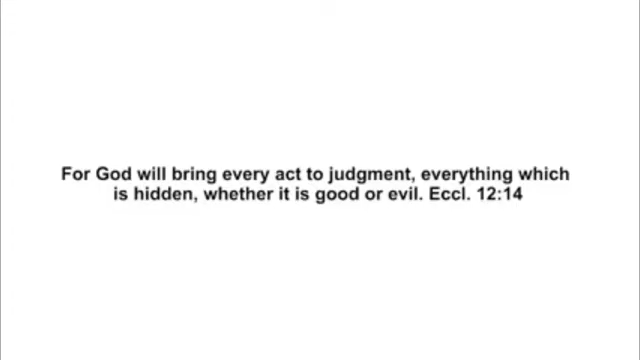 For God will bring every act to judgment, everything which
is hidden, whether it is good or evil. Eccl. 12:14